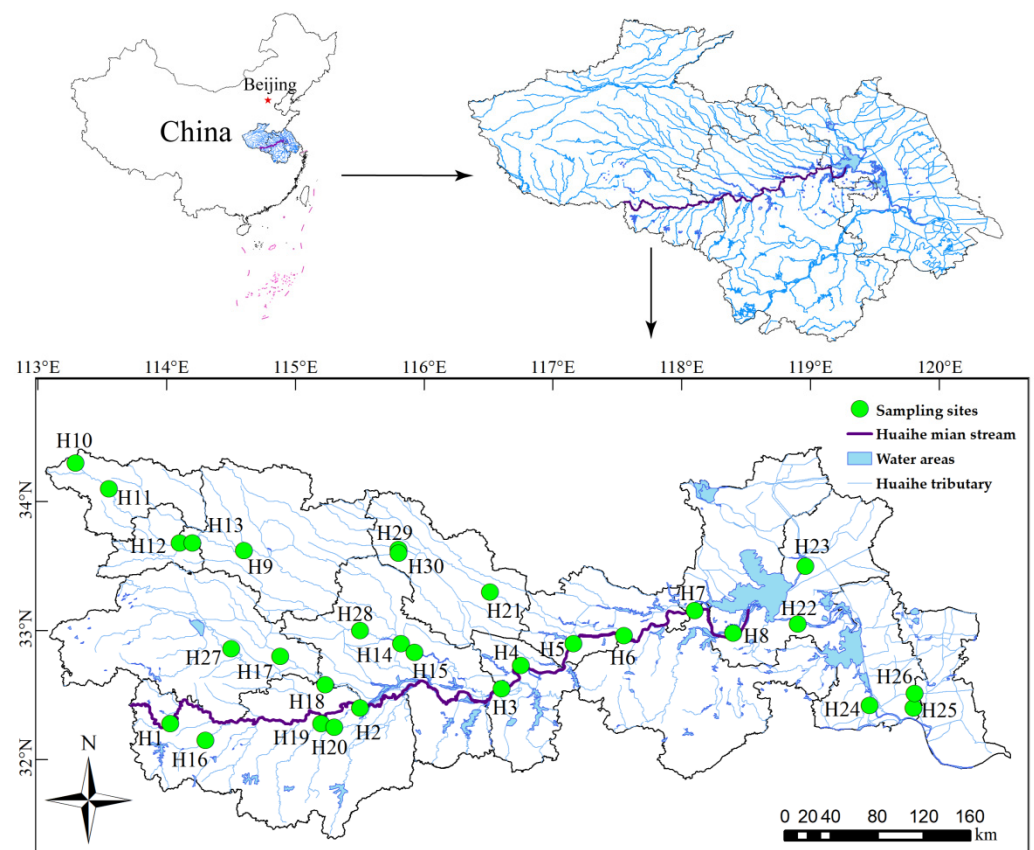 Beijing
China
113°E 114°E 115°E 116°E 117°E 118°E 119°E 120°E
Sampling sites
Huaihe mian stream
Water areas
Huaihe tributary
34°N
33°N
32°N
H10
H11
H12
H13
H9
H29
H30
H21
H23
H7
H22
H8
H28
H14
H15
H4
H5
H6
H3
H27
H17
H18
H26
H24
H25
H1
H16
H19
H20
H2
N
0 20 40 80 120 160
km